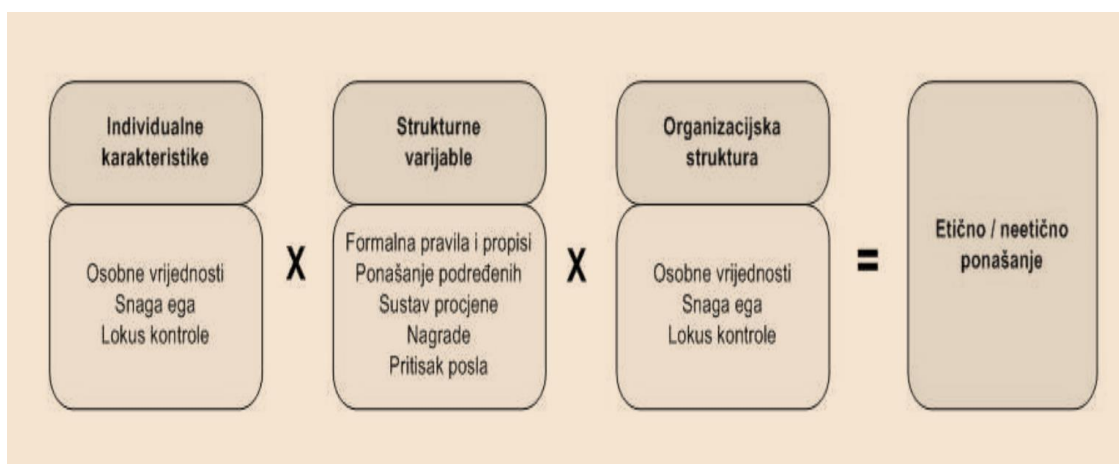 Individualne
karakteristike
Osobne vrijednosti
Snaga ega
Lokus kontrole
X
Strukturne
varijable
Formalna pravila i propisi
Ponašanje podređenih
Sustav procjene
Nagrade
Pritisak posla
X
Organizacijska
struktura
Osobne vrijednosti
Snaga ega
Lokus kontrole
=
Etično / neetično
ponašanje